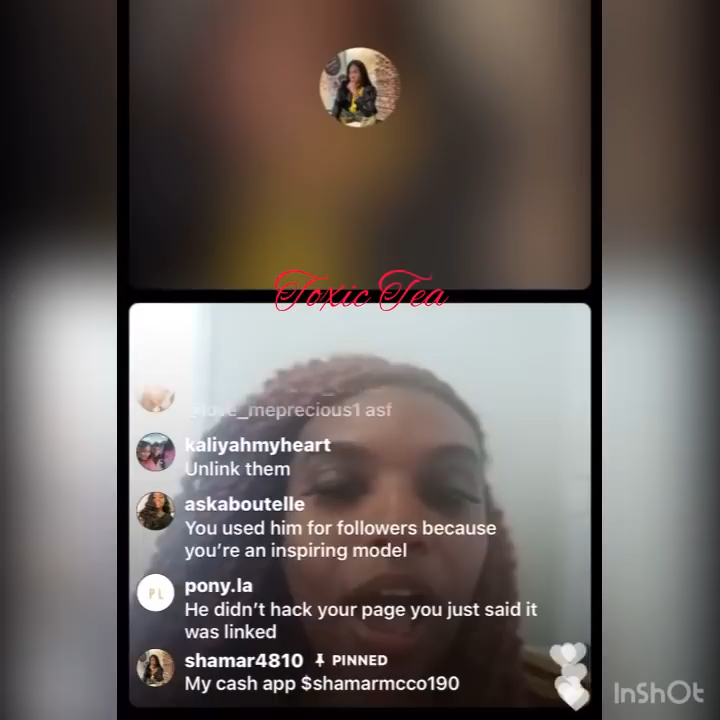 Toxic Tea
_meprecious1 asf
kaliyahmyheart
Unlink them
askaboutelle
You used him for followers because
you're an inspiring model
PL
pony.la
He didn't hack your page you just said it
was linked
shamar4810 PINNED
My cash app $shamarmcco190
InShOt